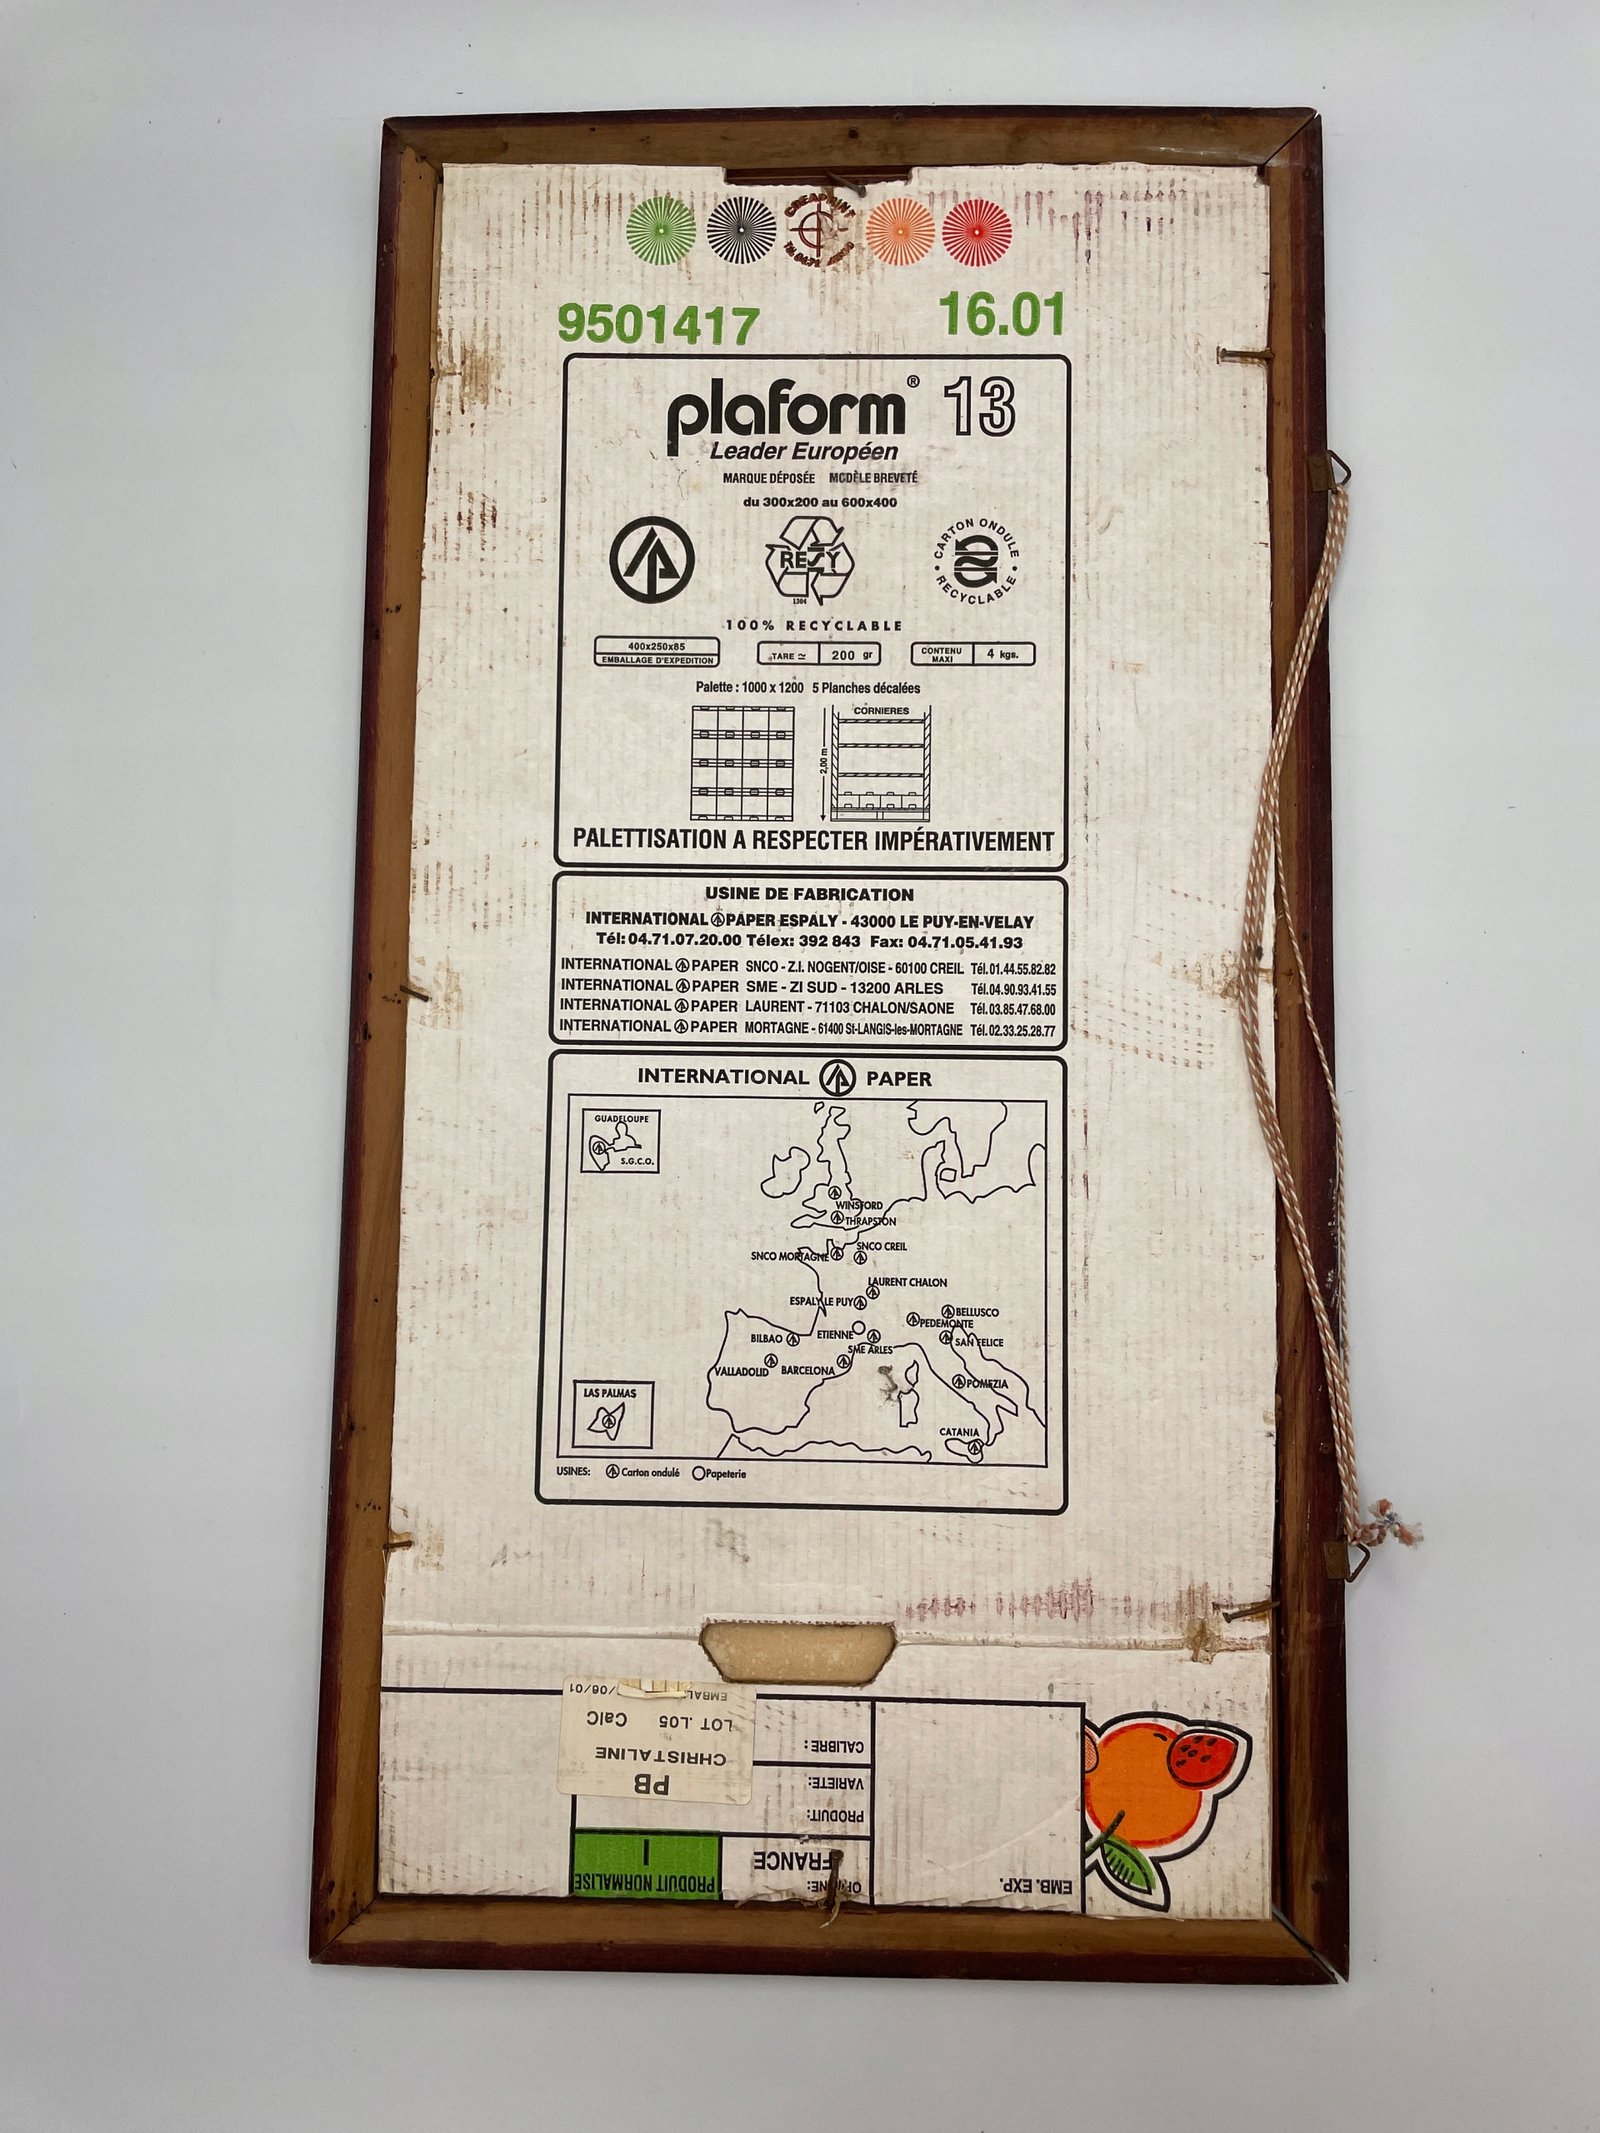 CREAPRINT
9501417 16.01
plaform® 13
Leader Européen
MARQUE DÉPOSÉE MODÈLE BREVETÉ
du 300x200 au 600x400
RESY
1304
CARTON ONDULE
RECYCLABLE
100% RECYCLABLE
400x250x85
EMBALLAGE D'EXPEDITION
TARE ≃ 200 gr
CONTENU MAXI 4 kgs.
Palette : 1000 x 1200 5 Planches décalées
CORNIERES
2,00 m
PALETTISATION A RESPECTER IMPÉRATIVEMENT
USINE DE FABRICATION
INTERNATIONAL PAPER ESPALY - 43000 LE PUY-EN-VELAY
Tél: 04.71.07.20.00 Télex: 392 843 Fax: 04.71.05.41.93
INTERNATIONAL PAPER SNCO - Z.I. NOGENT/OISE - 60100 CREIL Tél.01.44.55.82.82
INTERNATIONAL PAPER SME - ZI SUD - 13200 ARLES Tél.04.90.93.41.55
INTERNATIONAL PAPER LAURENT - 71103 CHALON/SAONE Tél.03.85.47.68.00
INTERNATIONAL PAPER MORTAGNE - 61400 St-LANGIS-les-MORTAGNE Tél.02.33.25.28.77
INTERNATIONAL PAPER
GUADELOUPE
S.G.C.O.
WINSFORD
THRAPSTON
SNCO MORTAGNE
SNCO CREIL
LAURENT CHALON
ESPALY LE PUY
BELLUSCO
PEDEMONTE
BILBAO
ETIENNE
SAN FELICE
SME ARLES
VALLADOLID
BARCELONA
POMEZIA
LAS PALMAS
CATANIA
USINES: Carton ondulé Papeterie
/06/01
LOT .L05 CalC
CHRISTALINE
PB
CALIBRE :
VARIETE:
PRODUIT:
FRANCE
ORIGINE:
I
PRODUIT NORMALISE
EMB. EXP.